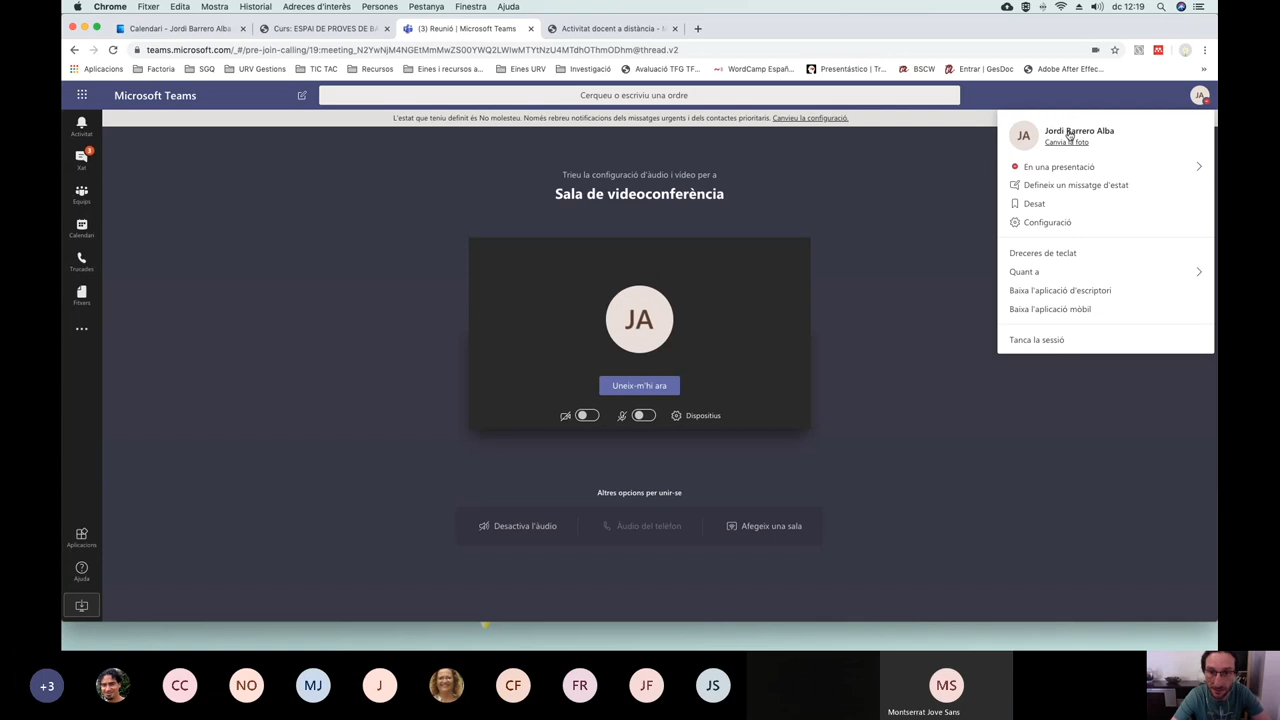 Chrome Fitxer Edita Mostra Historial Adreces d'interès Persones Pestanya Finestra Ajuda dc 12:19
Calendari - Jordi Barrero Alba
Curs: ESPAI DE PROVES DE BA
(3) Reunió | Microsoft Teams
Activitat docent a distància - M
teams.microsoft.com/_#/pre-join-calling/19:meeting_N2YwNjM4NGEtMmMwZS00YWQ2LWIwMTYtNzU4MTdhOThmODhm@thread.v2
Aplicacions Factoria SGQ URV Gestions TIC TAC Recursos Eines i recursos a... Eines URV Investigació Avaluació TFG TF... WordCamp Españ... Presentástico | Tr... BSCW Entrar | GesDoc Adobe After Effec...
Microsoft Teams
Cerqueu o escriviu una ordre
JA
L'estat que teniu definit és No molesteu. Només rebreu notificacions dels missatges urgents i dels contactes prioritaris. Canvieu la configuració.
Activitat
3
Xat
Equips
Calendari
Trucades
Fitxers
Aplicacions
Ajuda
Trieu la configuració d'àudio i vídeo per a
Sala de videoconferència
JA
Uneix-m'hi ara
Dispositius
Altres opcions per unir-se
Desactiva l'àudio
Àudio del telèfon
Afegeix una sala
JA
Jordi Barrero Alba
Canvia la foto
En una presentació
Defineix un missatge d'estat
Desat
Configuració
Dreceres de teclat
Quant a
Baixa l'aplicació d'escriptori
Baixa l'aplicació mòbil
Tanca la sessió
+3 CC NO MJ J CF FR JF JS MS
Montserrat Jove Sans